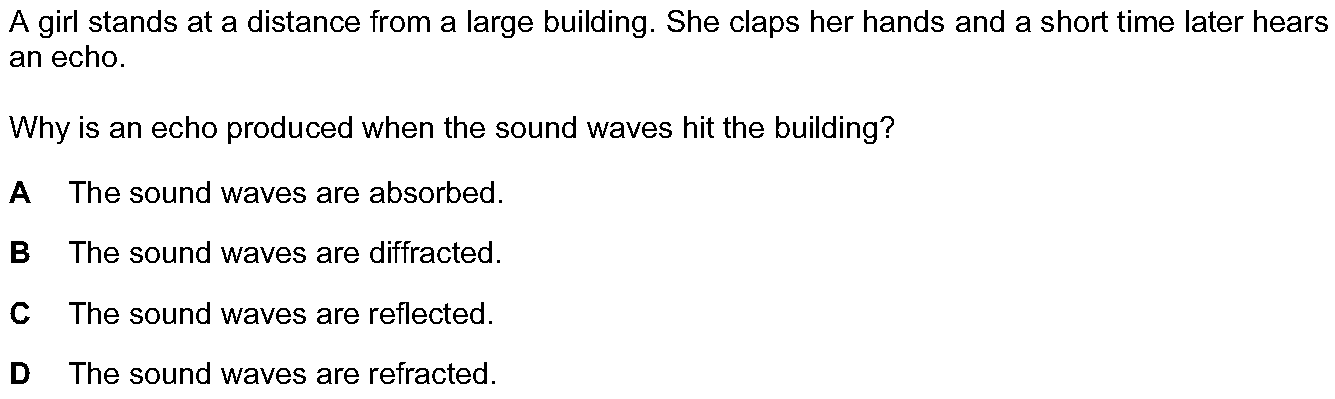 A girl stands at a distance from a large building. She claps her hands and a short time later hears
an echo.
Why is an echo produced when the sound waves hit the building?
A The sound waves are absorbed.
B The sound waves are diffracted.
C The sound waves are reflected.
D The sound waves are refracted.